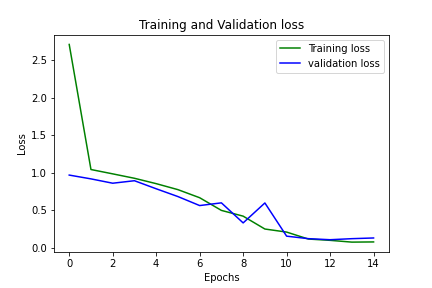 Training and Validation loss
Training loss
validation loss
2.5
2.0
1.5
1.0
0.5
0.0
Loss
0 2 4 6 8 10 12 14
Epochs